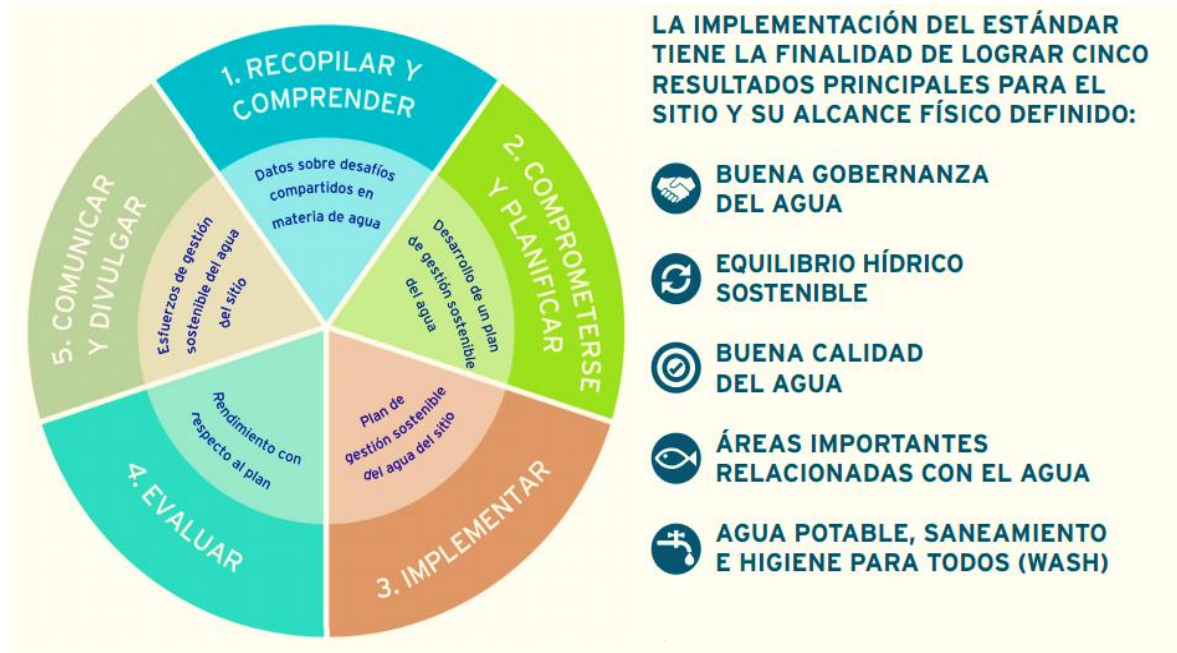 1. RECOPILAR Y
COMPRENDER
Datos sobre desafíos
compartidos en
materia de agua
2. COMPROMETERSE
Y PLANIFICAR
Desarrollo de un plan
de gestión sostenible
del agua
3. IMPLEMENTAR
Plan de
gestión sostenible
del agua del sitio
4. EVALUAR
Rendimiento con
respecto al plan
5. COMUNICAR
Y DIVULGAR
Esfuerzos de gestión
sostenible del agua
del sitio
LA IMPLEMENTACIÓN DEL ESTÁNDAR
TIENE LA FINALIDAD DE LOGRAR CINCO
RESULTADOS PRINCIPALES PARA EL
SITIO Y SU ALCANCE FÍSICO DEFINIDO:
BUENA GOBERNANZA
DEL AGUA
EQUILIBRIO HÍDRICO
SOSTENIBLE
BUENA CALIDAD
DEL AGUA
ÁREAS IMPORTANTES
RELACIONADAS CON EL AGUA
AGUA POTABLE, SANEAMIENTO
E HIGIENE PARA TODOS (WASH)